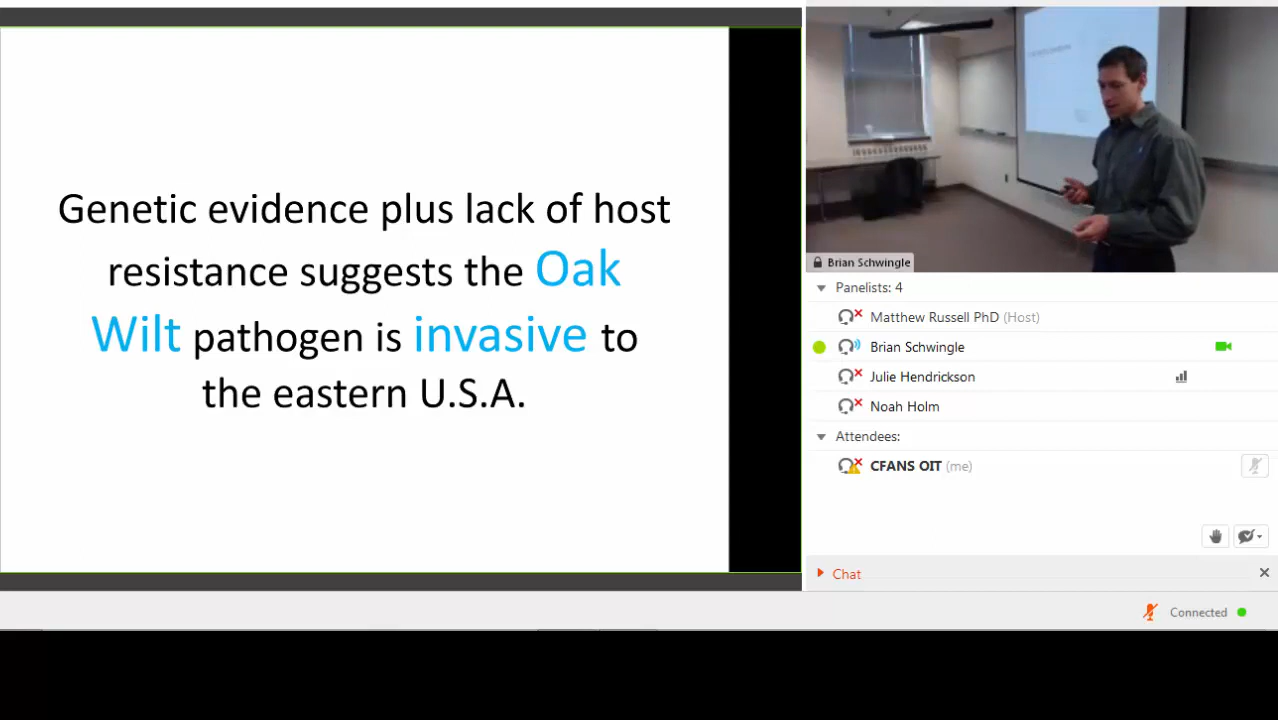 Genetic evidence plus lack of host
resistance suggests the Oak
Wilt pathogen is invasive to
the eastern U.S.A.
Brian Schwingle
Panelists: 4
Matthew Russell PhD (Host)
Brian Schwingle
Julie Hendrickson
Noah Holm
Attendees:
CFANS OIT (me)
Chat
Connected